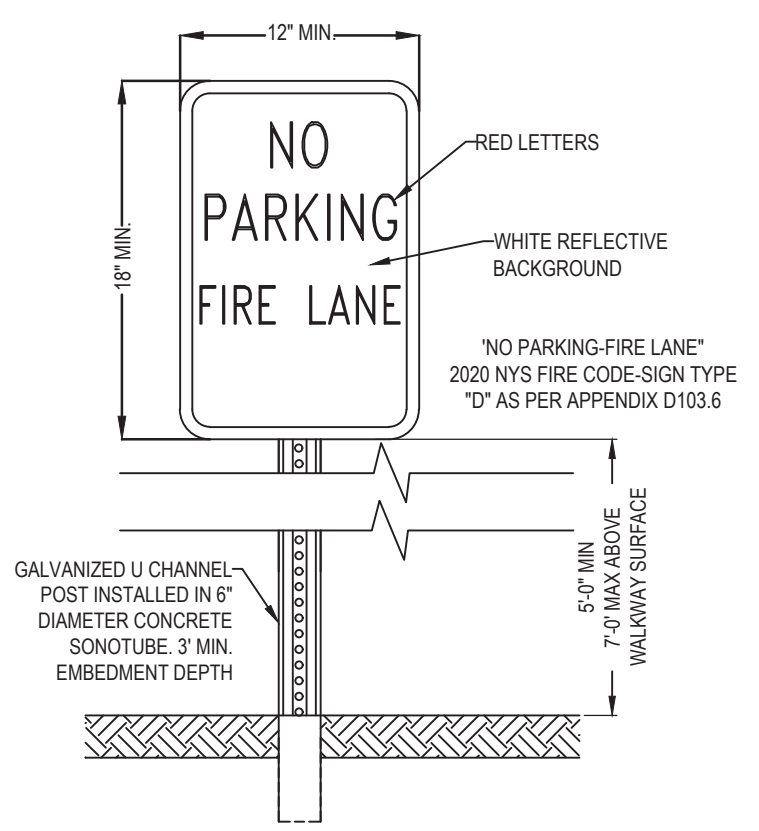 12" MIN.
18" MIN.
NO
PARKING
FIRE LANE
RED LETTERS
WHITE REFLECTIVE
BACKGROUND
'NO PARKING-FIRE LANE"
2020 NYS FIRE CODE-SIGN TYPE
"D" AS PER APPENDIX D103.6
GALVANIZED U CHANNEL
POST INSTALLED IN 6"
DIAMETER CONCRETE
SONOTUBE. 3' MIN.
EMBEDMENT DEPTH
5'-0" MIN
7'-0' MAX ABOVE
WALKWAY SURFACE